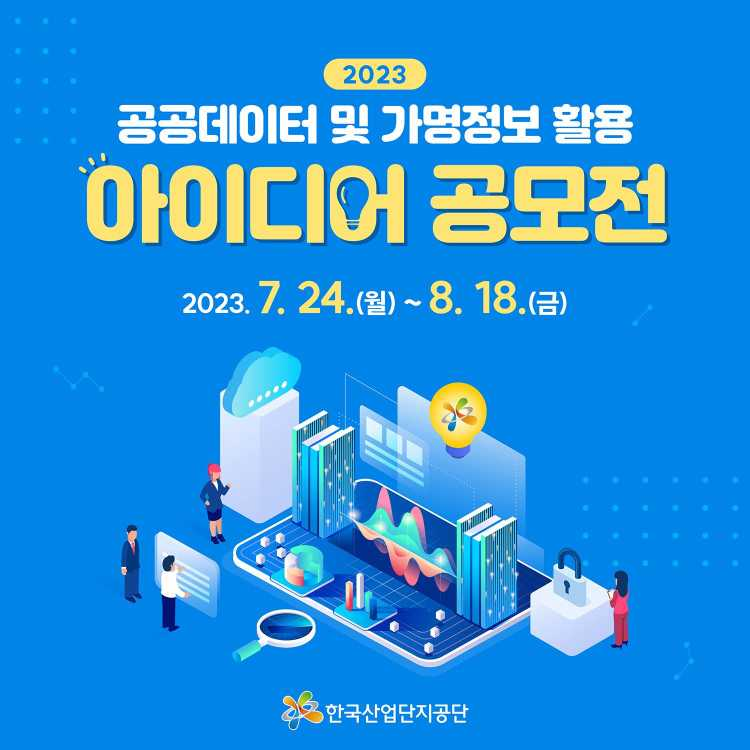 2023
공공데이터 및 가명정보 활용
아이디어 공모전
2023. 7. 24.(월) ~ 8. 18.(금)
한국산업단지공단